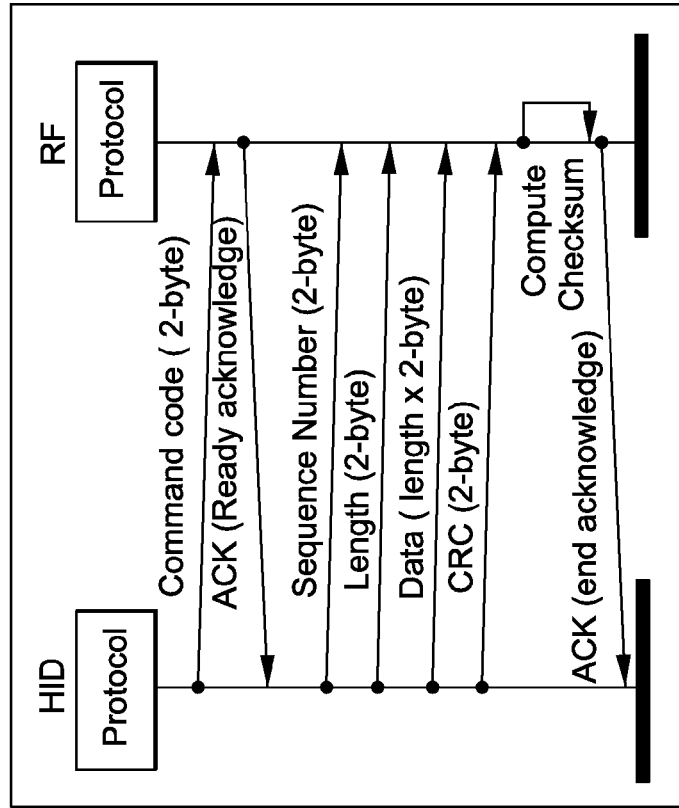 HID
RF
Protocol
Protocol
Command code ( 2-byte)
ACK (Ready acknowledge)
Sequence Number (2-byte)
Length (2-byte)
Data ( length x 2-byte)
CRC (2-byte)
Compute
Checksum
ACK (end acknowledge)